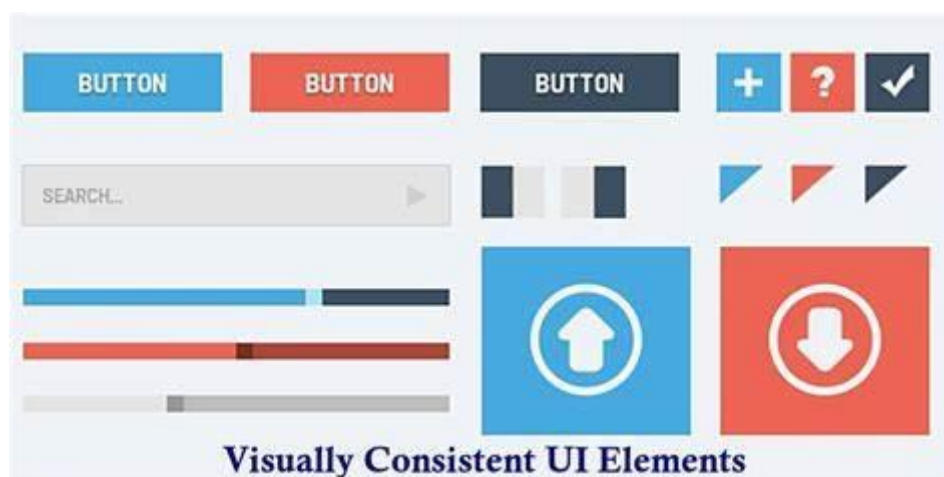 BUTTON BUTTON BUTTON + ?
SEARCH...
Visually Consistent UI Elements